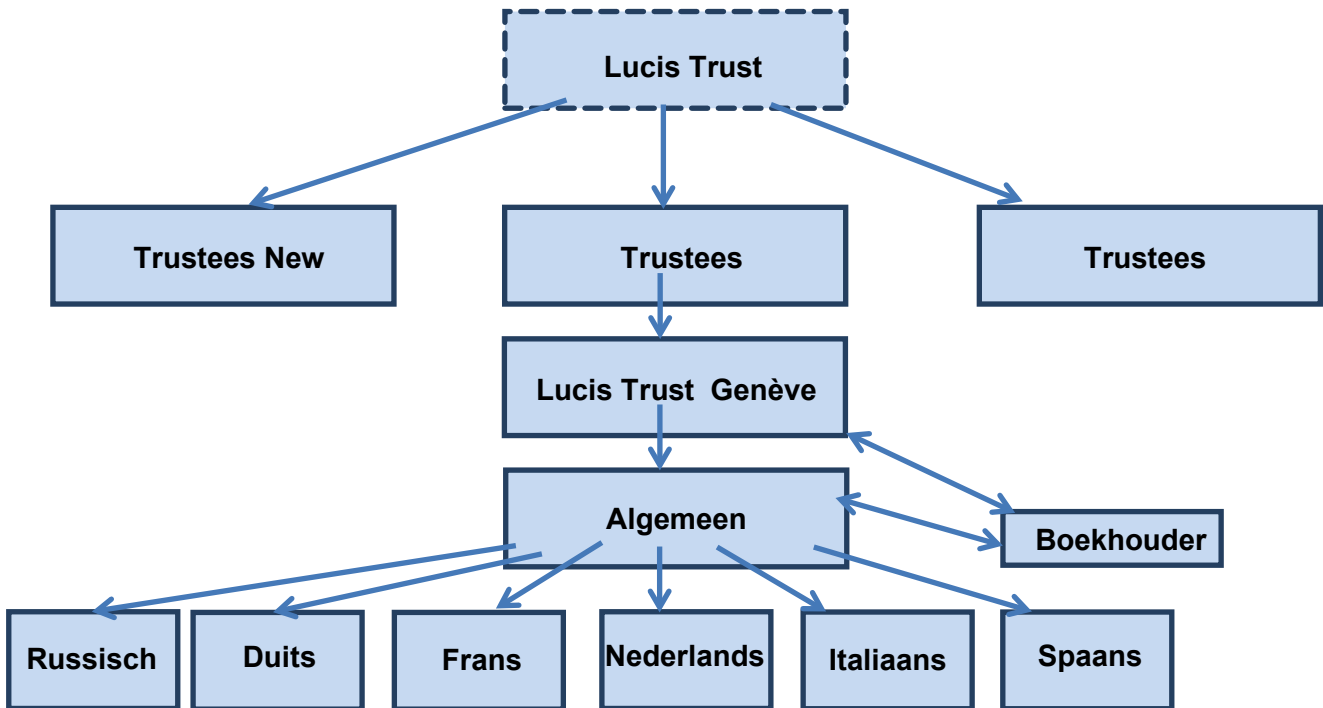 Lucis Trust
Trustees New
Trustees
Trustees
Lucis Trust Genève
Algemeen
Boekhouder
Russisch
Duits
Frans
Nederlands
Italiaans
Spaans